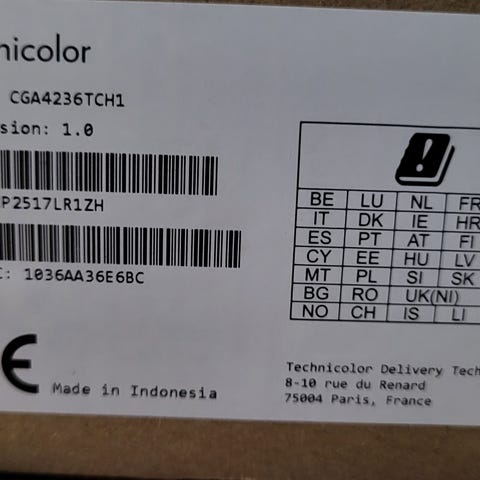 nicolor
CGA4236TCH1
sion: 1.0
P2517LR1ZH
C: 1036AA36E6BC
CE
Made in Indonesia
BE LU NL FR
IT DK IE HR
ES PT AT FI
CY EE HU LV
MT PL SI SK
BG RO UK(NI)
NO CH IS LI
Technicolor Delivery Tech
8-10 rue du Renard
75004 Paris, France